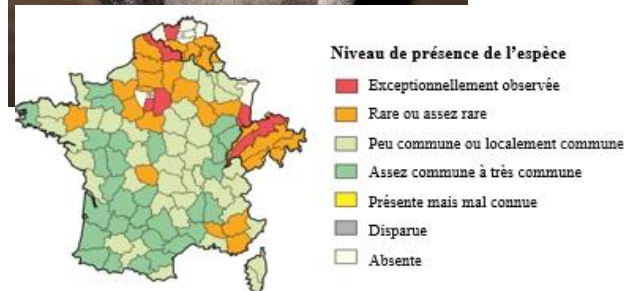 Niveau de présence de l'espèce
Exceptionnellement observée
Rare ou assez rare
Peu commune ou localement commune
Assez commune à très commune
Présente mais mal connue
Disparue
Absente